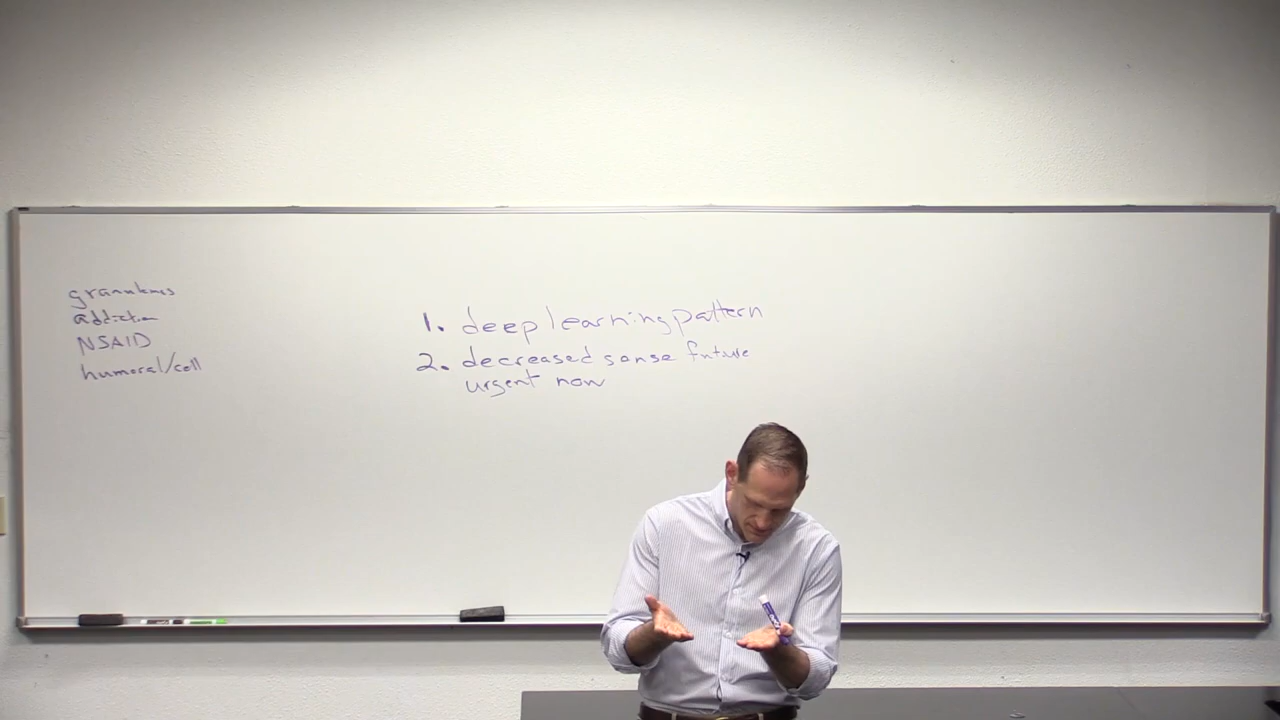 granulomas
addiction
NSAID
humoral/cell
1. deep learning pattern
2. decreased sense future
urgent now